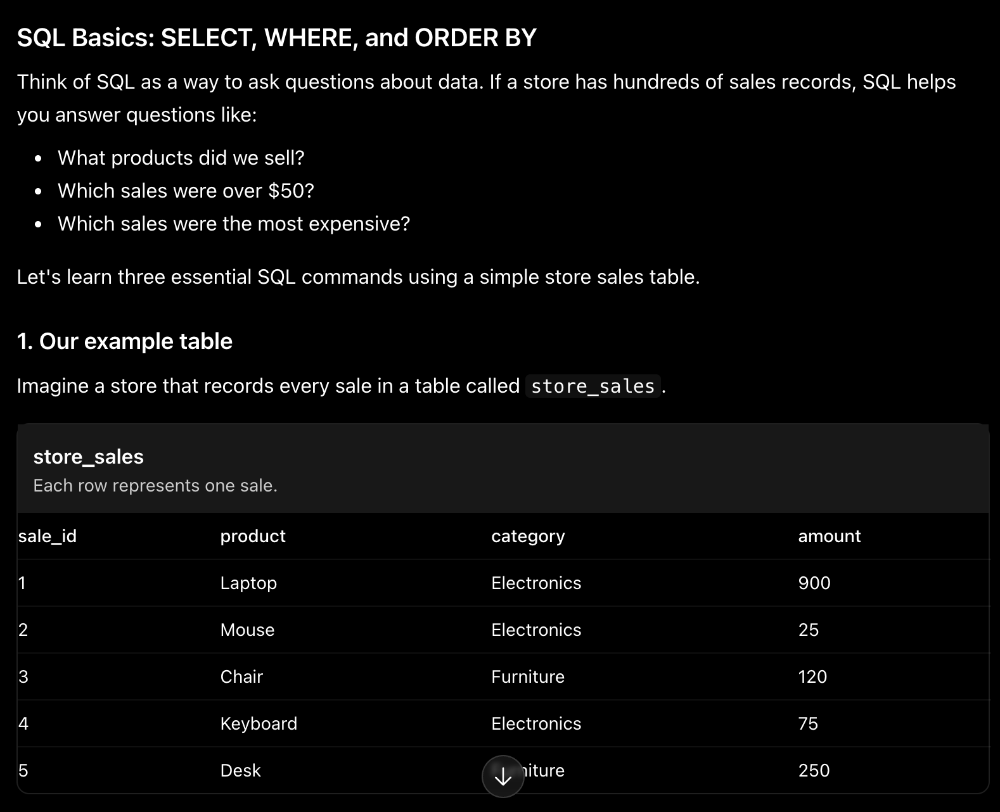 SQL Basics: SELECT, WHERE, and ORDER BY
Think of SQL as a way to ask questions about data. If a store has hundreds of sales records, SQL helps
you answer questions like:
• What products did we sell?
• Which sales were over $50?
• Which sales were the most expensive?
Let's learn three essential SQL commands using a simple store sales table.
1. Our example table
Imagine a store that records every sale in a table called store_sales.
store_sales
Each row represents one sale.
sale_id product category amount
1 Laptop Electronics 900
2 Mouse Electronics 25
3 Chair Furniture 120
4 Keyboard Electronics 75
5 Desk niture 250